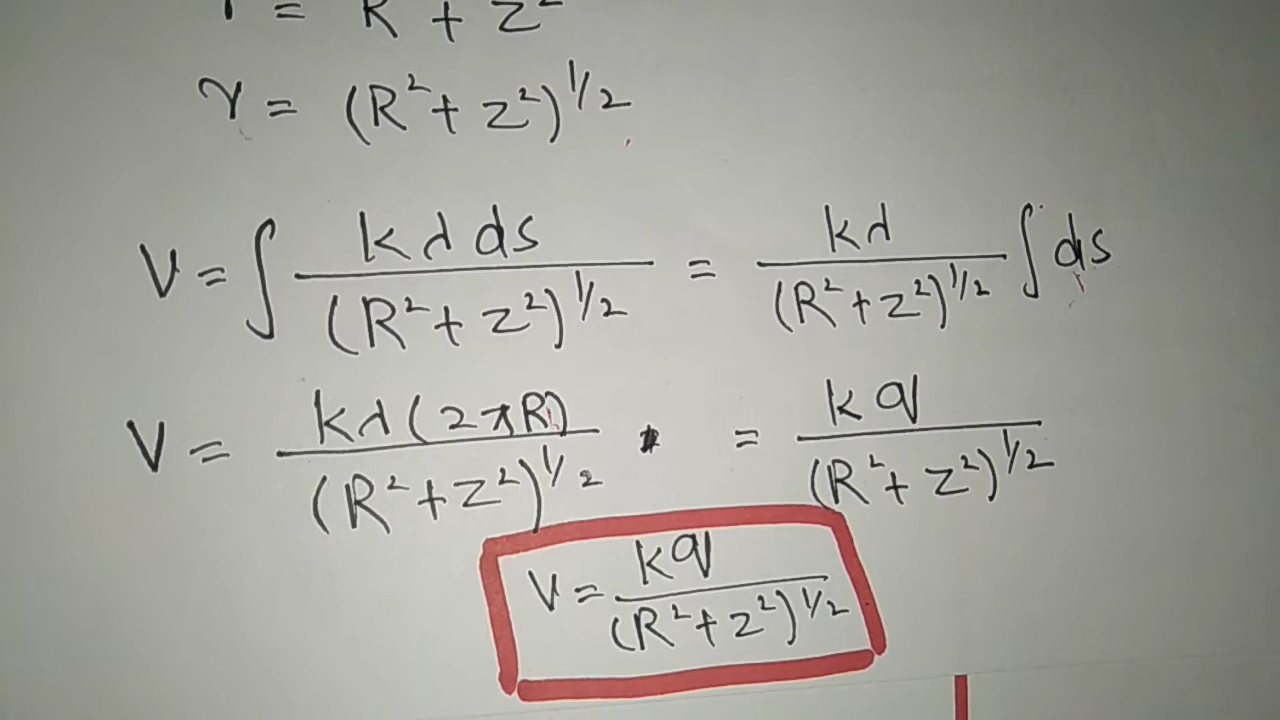 r = R + z²
r = (R²+ z²)^1/2
V = ∫ kλ ds / (R²+ z²)^1/2 = kλ / (R²+z²)^1/2 ∫ ds
V = kλ(2πR) / (R²+z²)^1/2 = kq / (R²+ z²)^1/2
V = kq / (R²+z²)^1/2